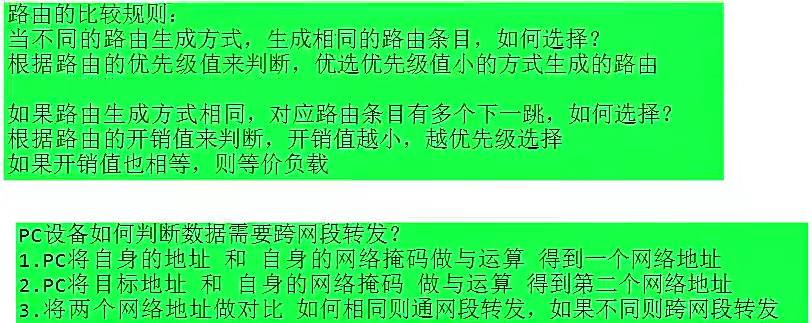 路由的比较规则：
当不同的路由生成方式，生成相同的路由条目，如何选择？
根据路由的优先级值来判断，优选优先级值小的方式生成的路由
如果路由生成方式相同，对应路由条目有多个下一跳，如何选择？
根据路由的开销值来判断，开销值越小，越优先级选择
如果开销值也相等，则等价负载
PC设备如何判断数据需要跨网段转发？
1.PC将自身的地址 和 自身的网络掩码做与运算 得到一个网络地址
2.PC将目标地址 和 自身的网络掩码 做与运算 得到第二个网络地址
3.将两个网络地址做对比 如何相同则通网段转发，如果不同则跨网段转发